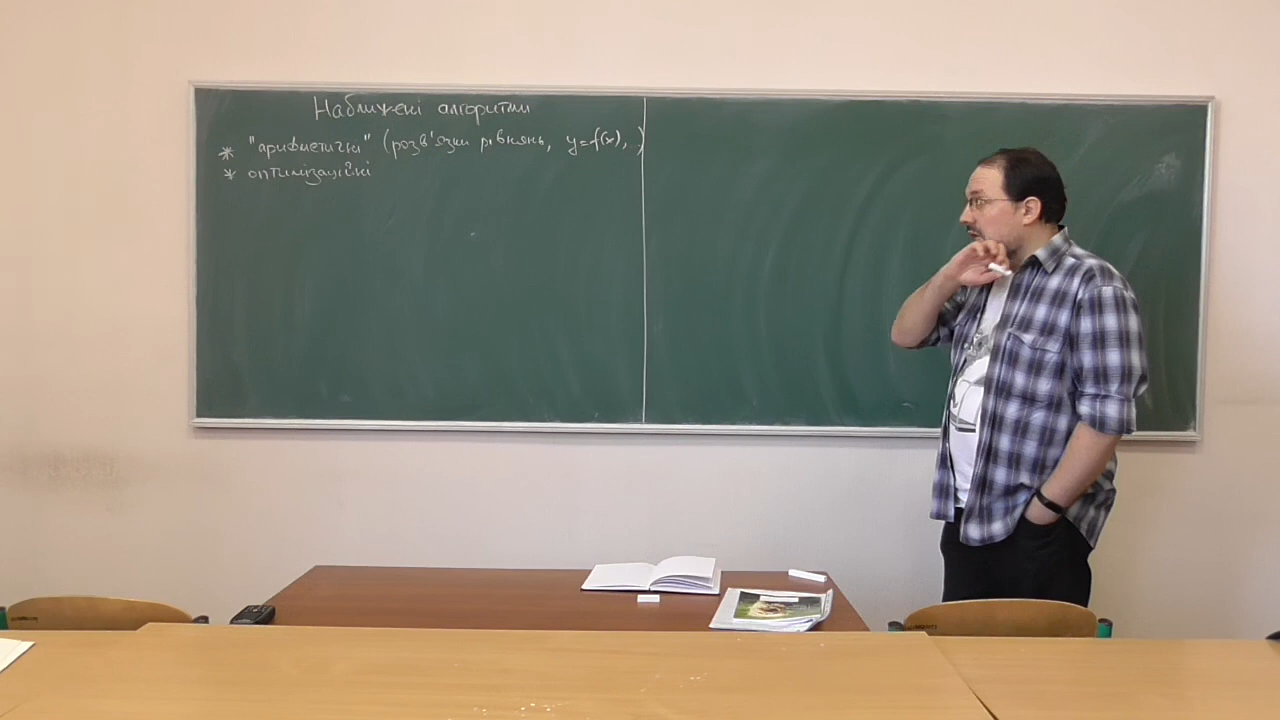 Наближені алгоритми
* "арифметичні" (розв'язки рівнянь, y=f(x), .)
* оптимізаційні